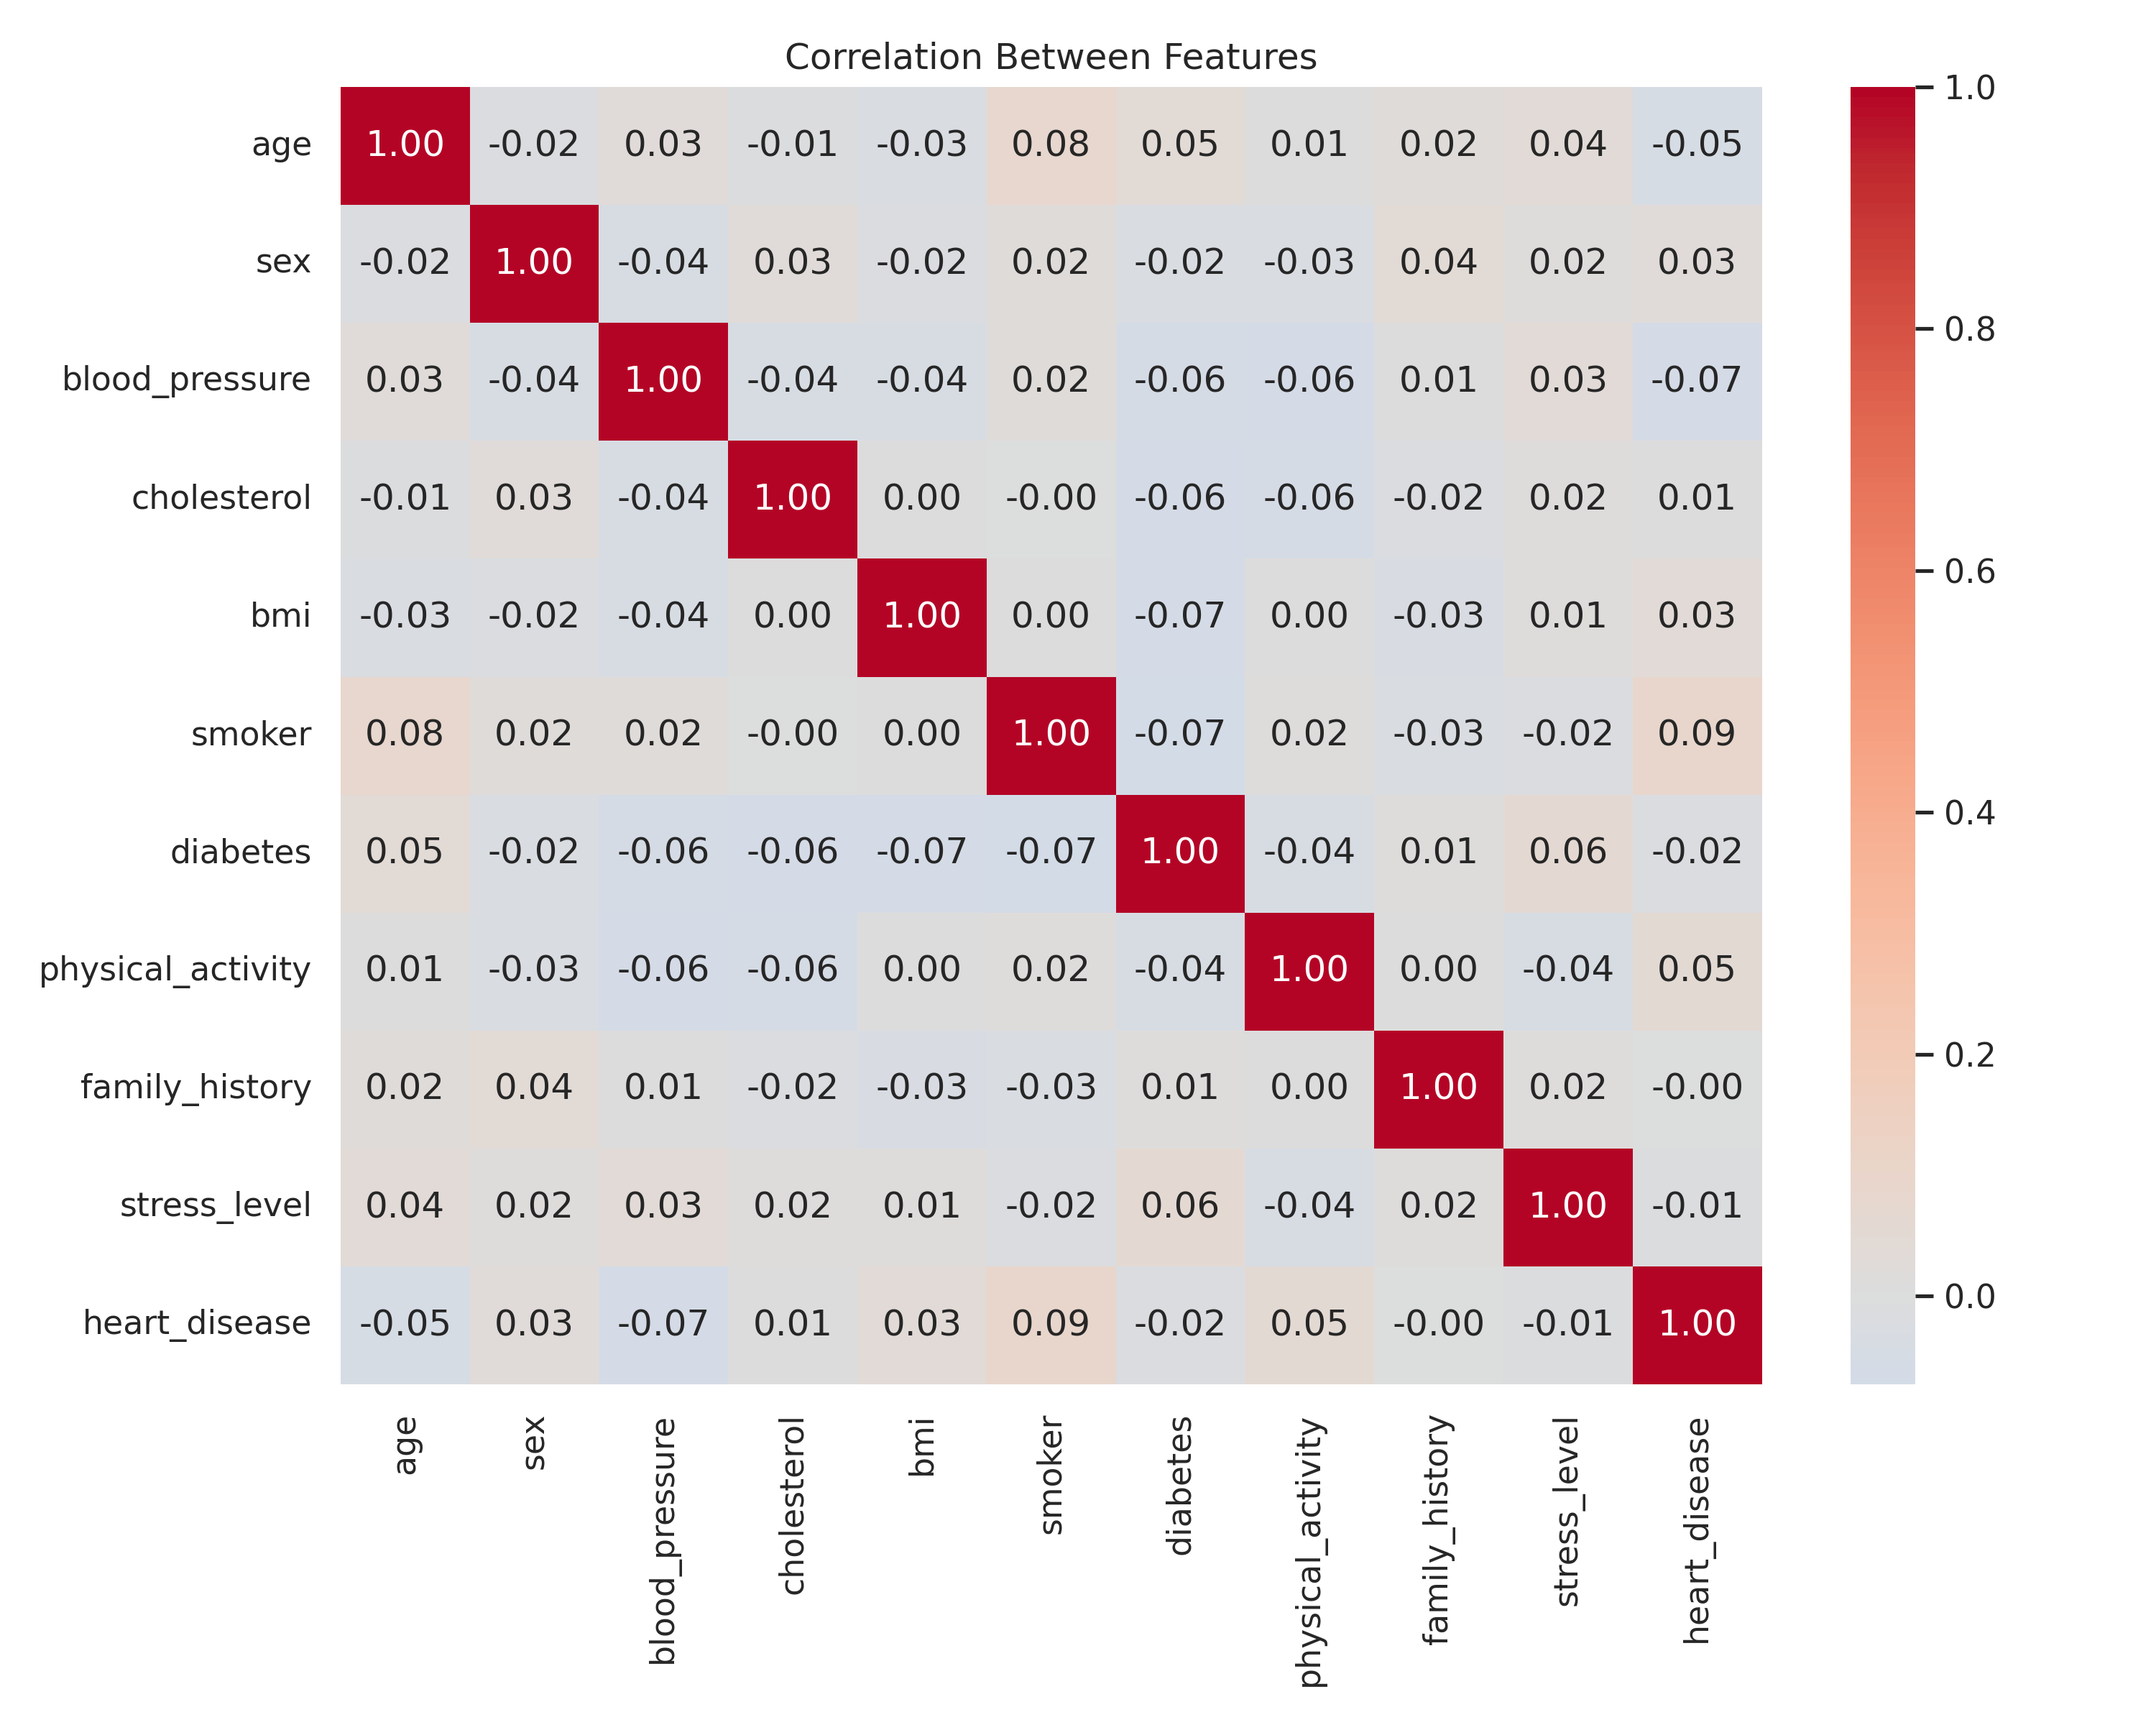 Correlation Between Features
age 1.00 -0.02 0.03 -0.01 -0.03 0.08 0.05 0.01 0.02 0.04 -0.05
sex -0.02 1.00 -0.04 0.03 -0.02 0.02 -0.02 -0.03 0.04 0.02 0.03
blood_pressure 0.03 -0.04 1.00 -0.04 -0.04 0.02 -0.06 -0.06 0.01 0.03 -0.07
cholesterol -0.01 0.03 -0.04 1.00 0.00 -0.00 -0.06 -0.06 -0.02 0.02 0.01
bmi -0.03 -0.02 -0.04 0.00 1.00 0.00 -0.07 0.00 -0.03 0.01 0.03
smoker 0.08 0.02 0.02 -0.00 0.00 1.00 -0.07 0.02 -0.03 -0.02 0.09
diabetes 0.05 -0.02 -0.06 -0.06 -0.07 -0.07 1.00 -0.04 0.01 0.06 -0.02
physical_activity 0.01 -0.03 -0.06 -0.06 0.00 0.02 -0.04 1.00 0.00 -0.04 0.05
family_history 0.02 0.04 0.01 -0.02 -0.03 -0.03 0.01 0.00 1.00 0.02 -0.00
stress_level 0.04 0.02 0.03 0.02 0.01 -0.02 0.06 -0.04 0.02 1.00 -0.01
heart_disease -0.05 0.03 -0.07 0.01 0.03 0.09 -0.02 0.05 -0.00 -0.01 1.00
age
sex
blood_pressure
cholesterol
bmi
smoker
diabetes
physical_activity
family_history
stress_level
heart_disease
1.0
0.8
0.6
0.4
0.2
0.0